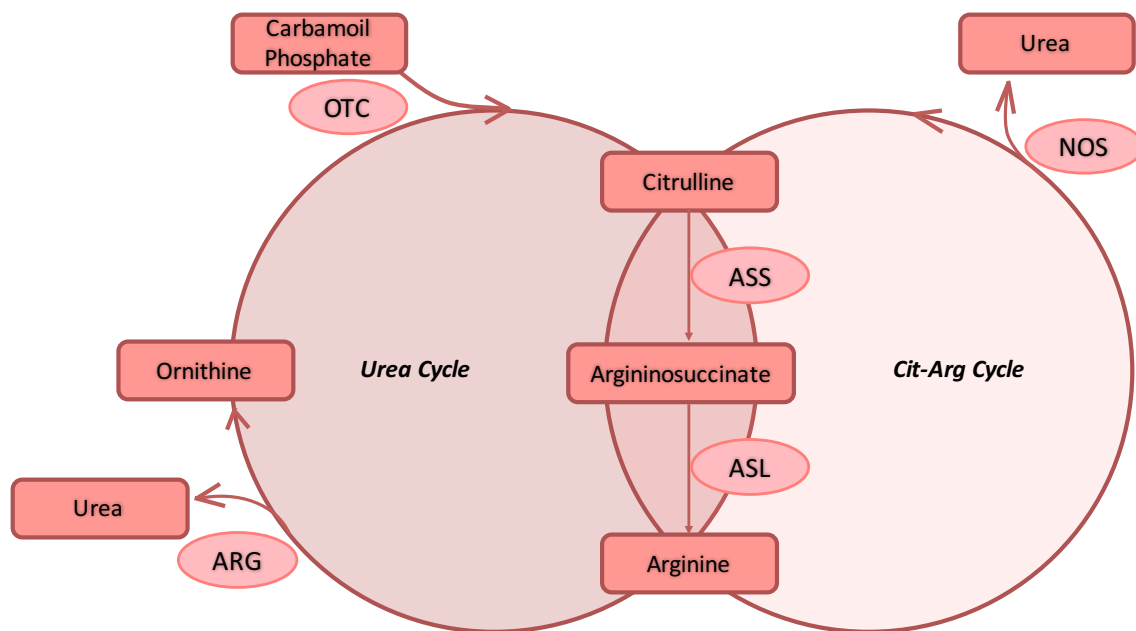 Carbamoil
Phosphate
Urea
OTC
NOS
Citrulline
ASS
Ornithine
Urea Cycle
Argininosuccinate
Cit-Arg Cycle
ASL
Urea
ARG
Arginine